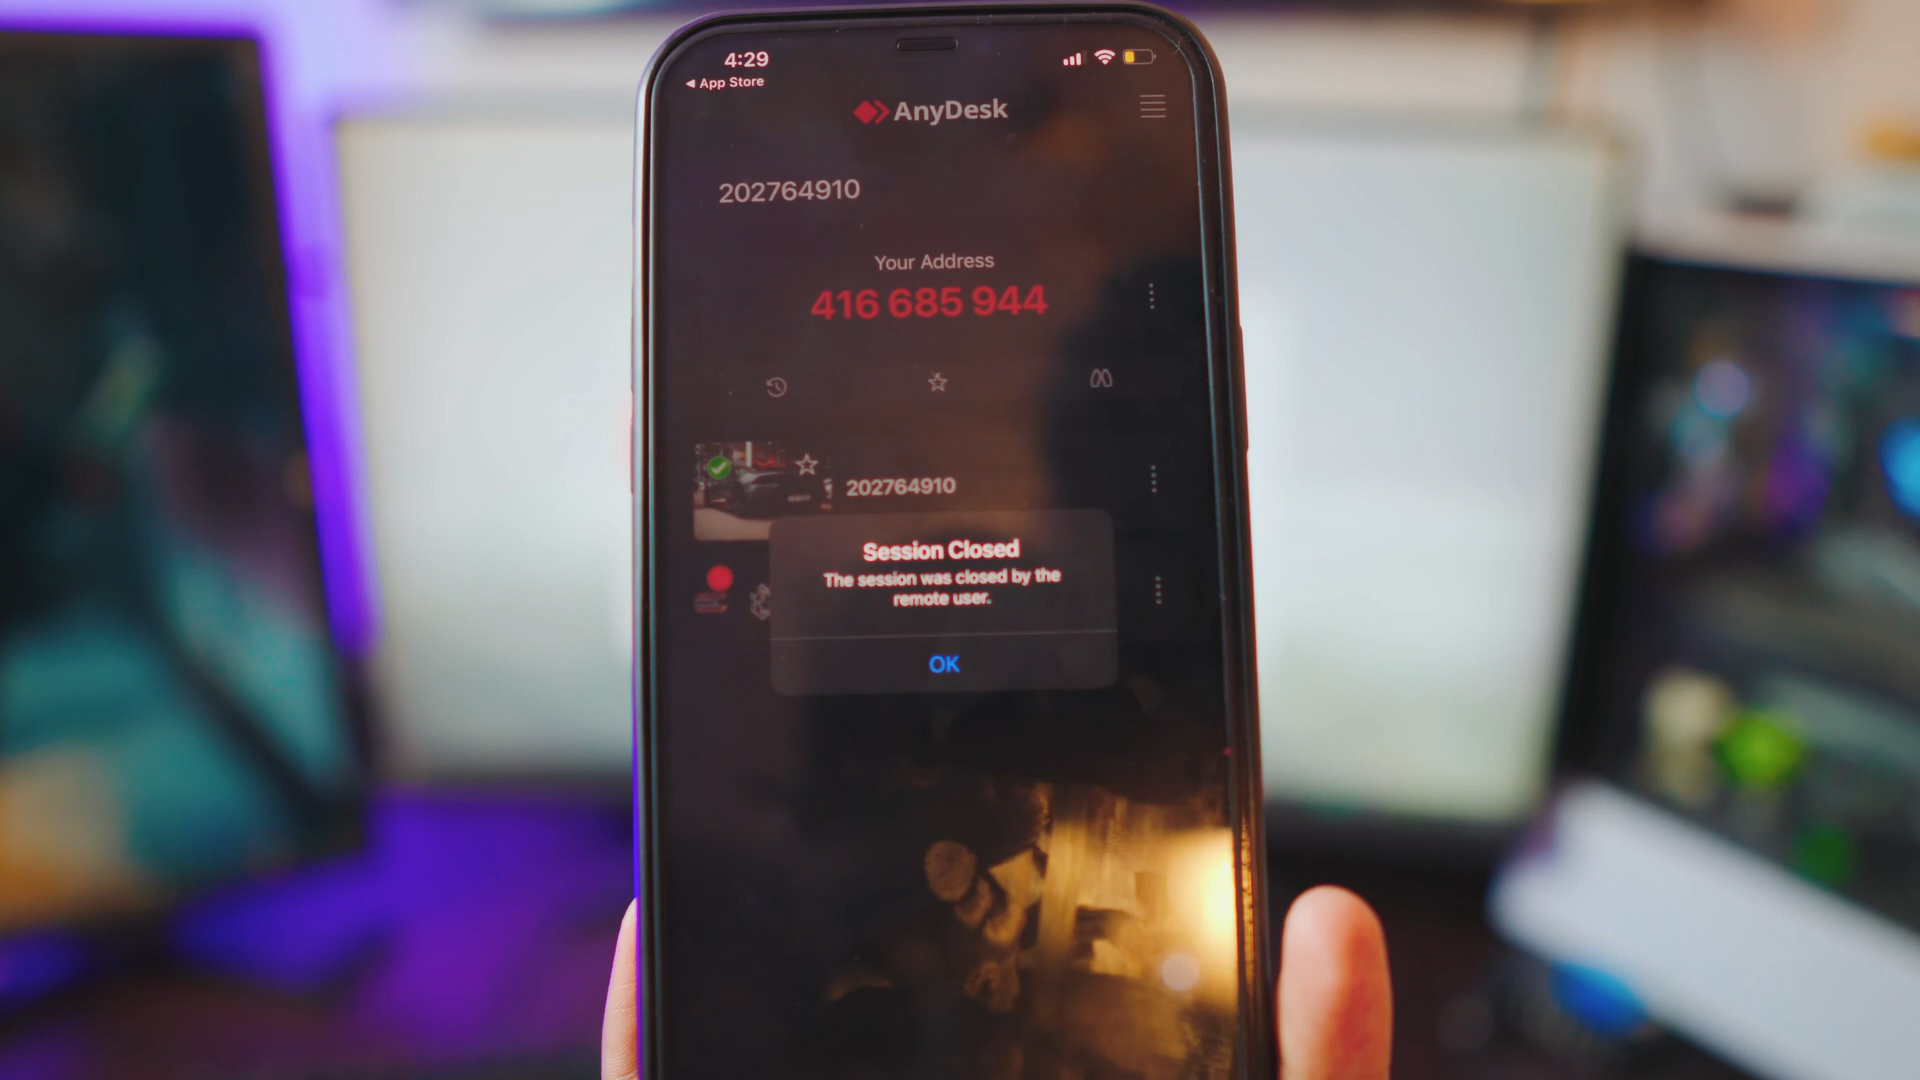 4:29
◀ App Store
AnyDesk
202764910
Your Address
416 685 944
202764910
Session Closed
The session was closed by the
remote user.
OK